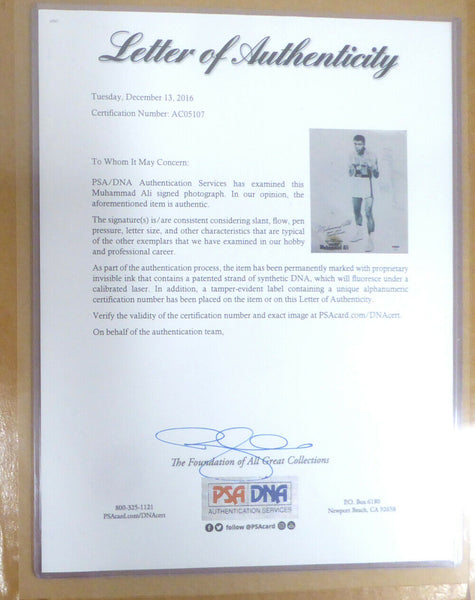 Letter of Authenticity
Tuesday, December 13, 2016
Certification Number: AC05107
To Whom It May Concern:
PSA/DNA Authentication Services has examined this
Muhammad Ali signed photograph. In our opinion, the
aforementioned item is authentic.
The signature(s) is/are consistent considering slant, flow, pen
pressure, letter size, and other characteristics that are typical
of the other exemplars that we have examined in our hobby
and professional career.
Muhammad Ali
As part of the authentication process, the item has been permanently marked with proprietary
invisible ink that contains a patented strand of synthetic DNA, which will fluoresce under a
calibrated laser. In addition, a tamper-evident label containing a unique alphanumeric
certification number has been placed on the item or on this Letter of Authenticity.
Verify the validity of the certification number and exact image at PSAcard.com/DNAcert.
On behalf of the authentication team,
The Foundation of All Great Collections
PSA DNA
AUTHENTICATION SERVICES
800-325-1121
PSAcard.com/DNAcert
follow @PSAcard
P.O. Box 6180
Newport Beach, CA 92658